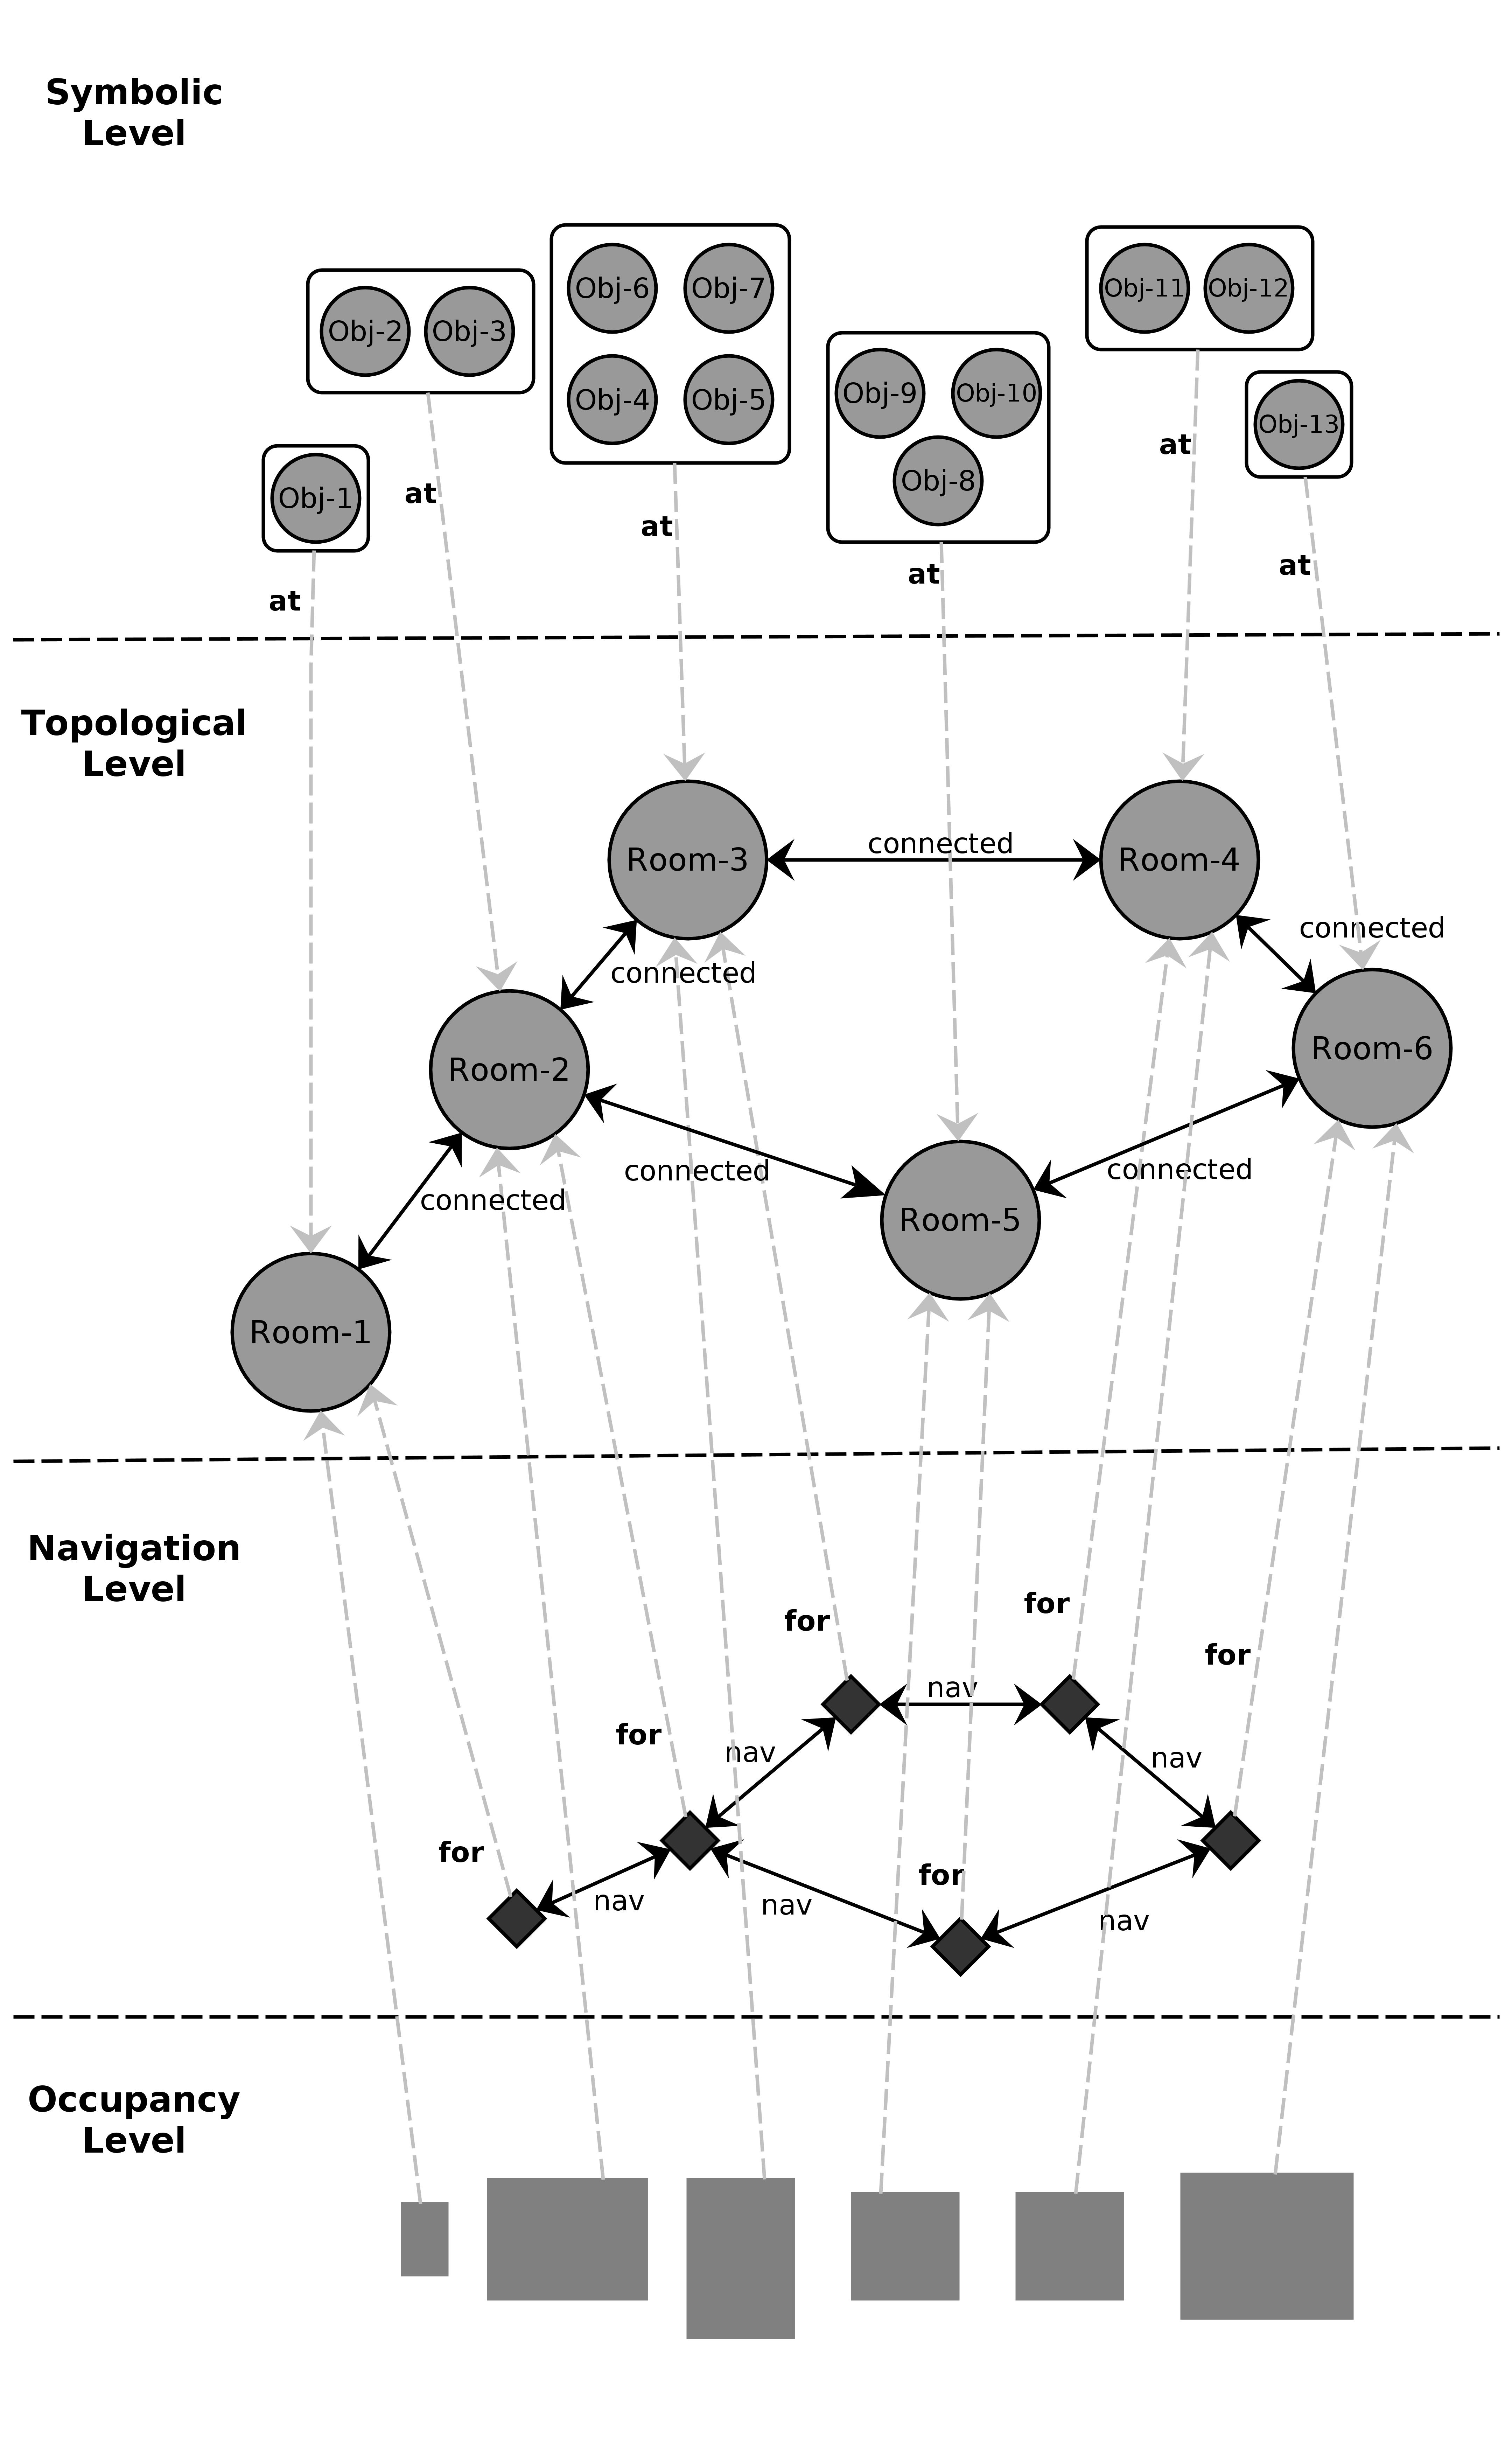 Symbolic
Level
Obj-6
Obj-7
Obj-11
Obj-12
Obj-2
Obj-3
Obj-4
Obj-5
Obj-9
Obj-10
Obj-13
Obj-8
Obj-1
at
at
at
at
at
at
Topological
Level
connected
Room-3
Room-4
connected
connected
Room-6
Room-2
connected
connected
connected
Room-5
Room-1
Navigation
Level
for
for
for
nav
for
nav
nav
for
for
nav
nav
nav
Occupancy
Level